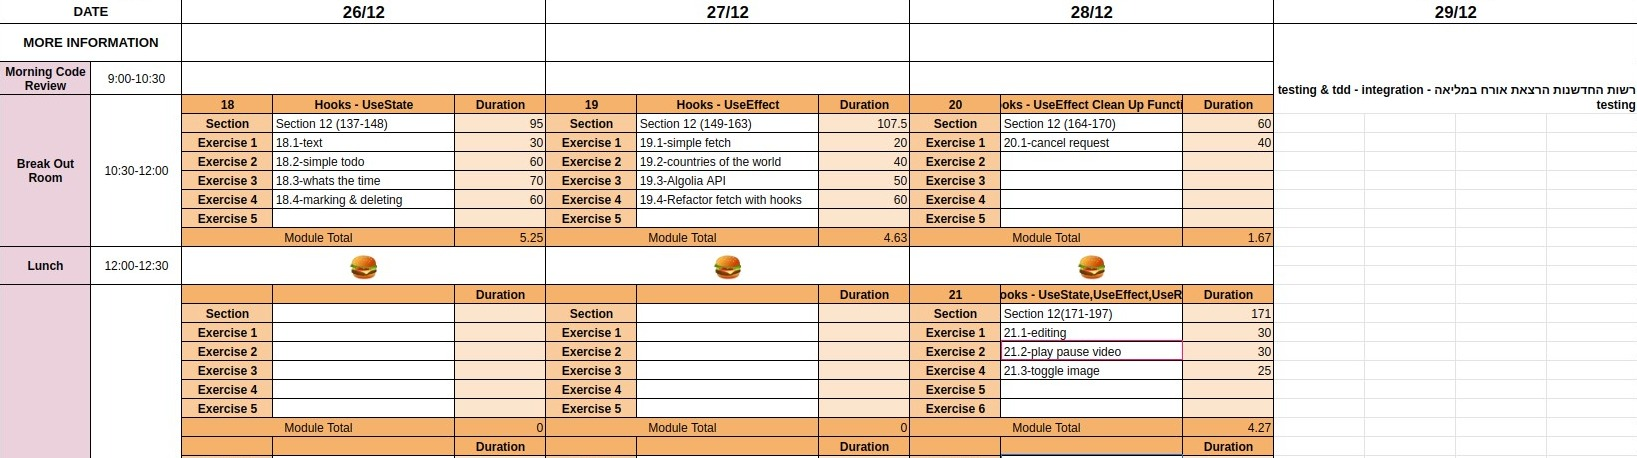 DATE 26/12 27/12 28/12 29/12
MORE INFORMATION
Morning Code Review 9:00-10:30
רשות החדשנות הרצאת אורח במליאה - testing & tdd - integration
testing
18 Hooks - UseState Duration 19 Hooks - UseEffect Duration 20 ooks - UseEffect Clean Up Functi Duration
Section Section 12 (137-148) 95 Section Section 12 (149-163) 107.5 Section Section 12 (164-170) 60
Exercise 1 18.1-text 30 Exercise 1 19.1-simple fetch 20 Exercise 1 20.1-cancel request 40
Break Out Room 10:30-12:00
Exercise 2 18.2-simple todo 60 Exercise 2 19.2-countries of the world 40 Exercise 2
Exercise 3 18.3-whats the time 70 Exercise 3 19.3-Algolia API 50 Exercise 3
Exercise 4 18.4-marking & deleting 60 Exercise 4 19.4-Refactor fetch with hooks 60 Exercise 4
Exercise 5 Exercise 5 Exercise 5
Module Total 5.25 Module Total 4.63 Module Total 1.67
Lunch 12:00-12:30
Duration Duration 21 ooks - UseState,UseEffect,UseR Duration
Section Section Section Section 12(171-197) 171
Exercise 1 Exercise 1 Exercise 1 21.1-editing 30
Exercise 2 Exercise 2 Exercise 2 21.2-play pause video 30
Exercise 3 Exercise 3 Exercise 4 21.3-toggle image 25
Exercise 4 Exercise 4 Exercise 5
Exercise 5 Exercise 5 Exercise 6
Module Total 0 Module Total 0 Module Total 4.27
Duration Duration Duration